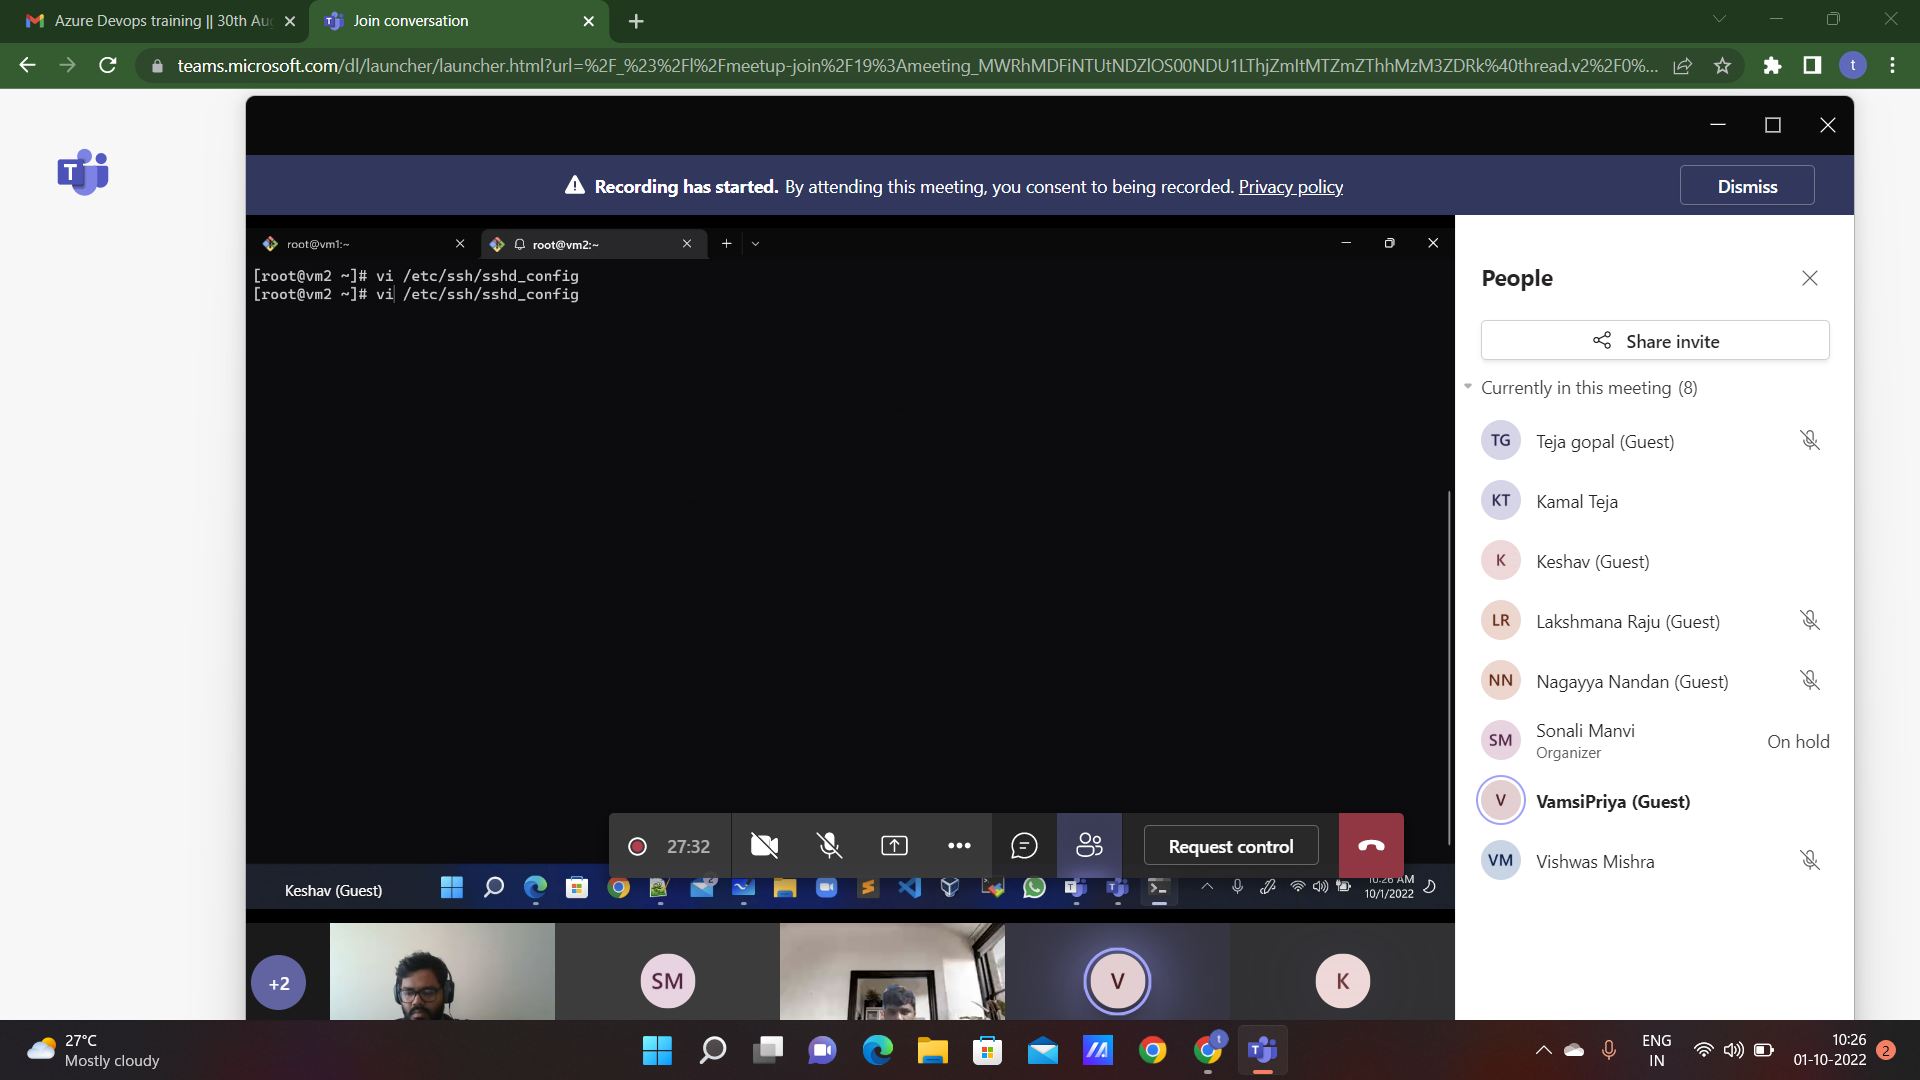 Azure Devops training || 30th Au
Join conversation
teams.microsoft.com/dl/launcher/launcher.html?url=%2F_%23%2Fl%2Fmeetup-join%2F19%3Ameeting_MWRhMDFiNTUtNDZlOS00NDU1LThjZmItMTZmZThhMzM3ZDRk%40thread.v2%2F0%...
t
T
Recording has started. By attending this meeting, you consent to being recorded. Privacy policy
Dismiss
root@vm1:~
root@vm2:~
[root@vm2 ~]# vi /etc/ssh/sshd_config
[root@vm2 ~]# vi /etc/ssh/sshd_config
People
Share invite
Currently in this meeting (8)
TG Teja gopal (Guest)
KT Kamal Teja
K Keshav (Guest)
LR Lakshmana Raju (Guest)
NN Nagayya Nandan (Guest)
SM Sonali Manvi
Organizer
On hold
V VamsiPriya (Guest)
VM Vishwas Mishra
27:32
Request control
Keshav (Guest)
10:26 AM
10/1/2022
+2
SM
V
K
27°C
Mostly cloudy
ENG
IN
10:26
01-10-2022
2